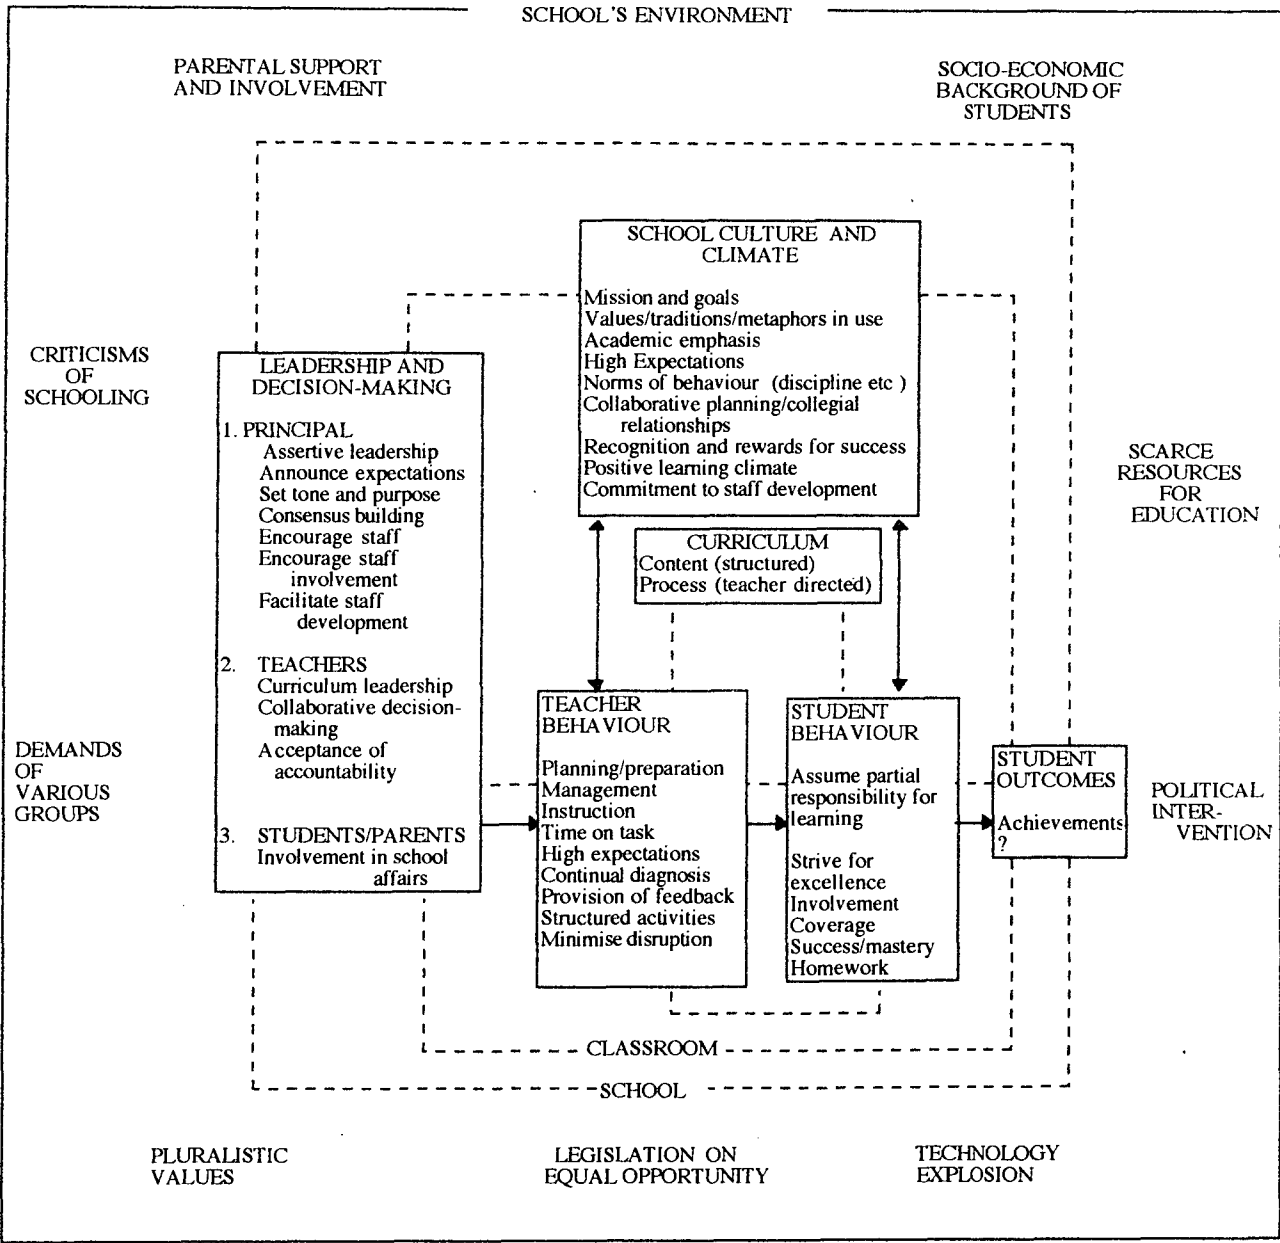 SCHOOL'S ENVIRONMENT
PARENTAL SUPPORT
AND INVOLVEMENT
SOCIO-ECONOMIC
BACKGROUND OF
STUDENTS
SCHOOL CULTURE AND
CLIMATE
Mission and goals
Values/traditions/metaphors in use
Academic emphasis
High Expectations
Norms of behaviour (discipline etc )
Collaborative planning/collegial
relationships
Recognition and rewards for success
Positive learning climate
Commitment to staff development
CRITICISMS
OF
SCHOOLING
LEADERSHIP AND
DECISION-MAKING
1. PRINCIPAL
Assertive leadership
Announce expectations
Set tone and purpose
Consensus building
Encourage staff
Encourage staff
involvement
Facilitate staff
development
2. TEACHERS
Curriculum leadership
Collaborative decision-
making
Acceptance of
accountability
3. STUDENTS/PARENTS
Involvement in school
affairs
SCARCE
RESOURCES
FOR
EDUCATION
CURRICULUM
Content (structured)
Process (teacher directed)
DEMANDS
OF
VARIOUS
GROUPS
TEACHER
BEHAVIOUR
Planning/preparation
Management
Instruction
Time on task
High expectations
Continual diagnosis
Provision of feedback
Structured activities
Minimise disruption
STUDENT
BEHAVIOUR
Assume partial
responsibility for
learning
Strive for
excellence
Involvement
Coverage
Success/mastery
Homework
STUDENT
OUTCOMES
Achievements
?
POLITICAL
INTER-
VENTION
CLASSROOM
SCHOOL
PLURALISTIC
VALUES
LEGISLATION ON
EQUAL OPPORTUNITY
TECHNOLOGY
EXPLOSION